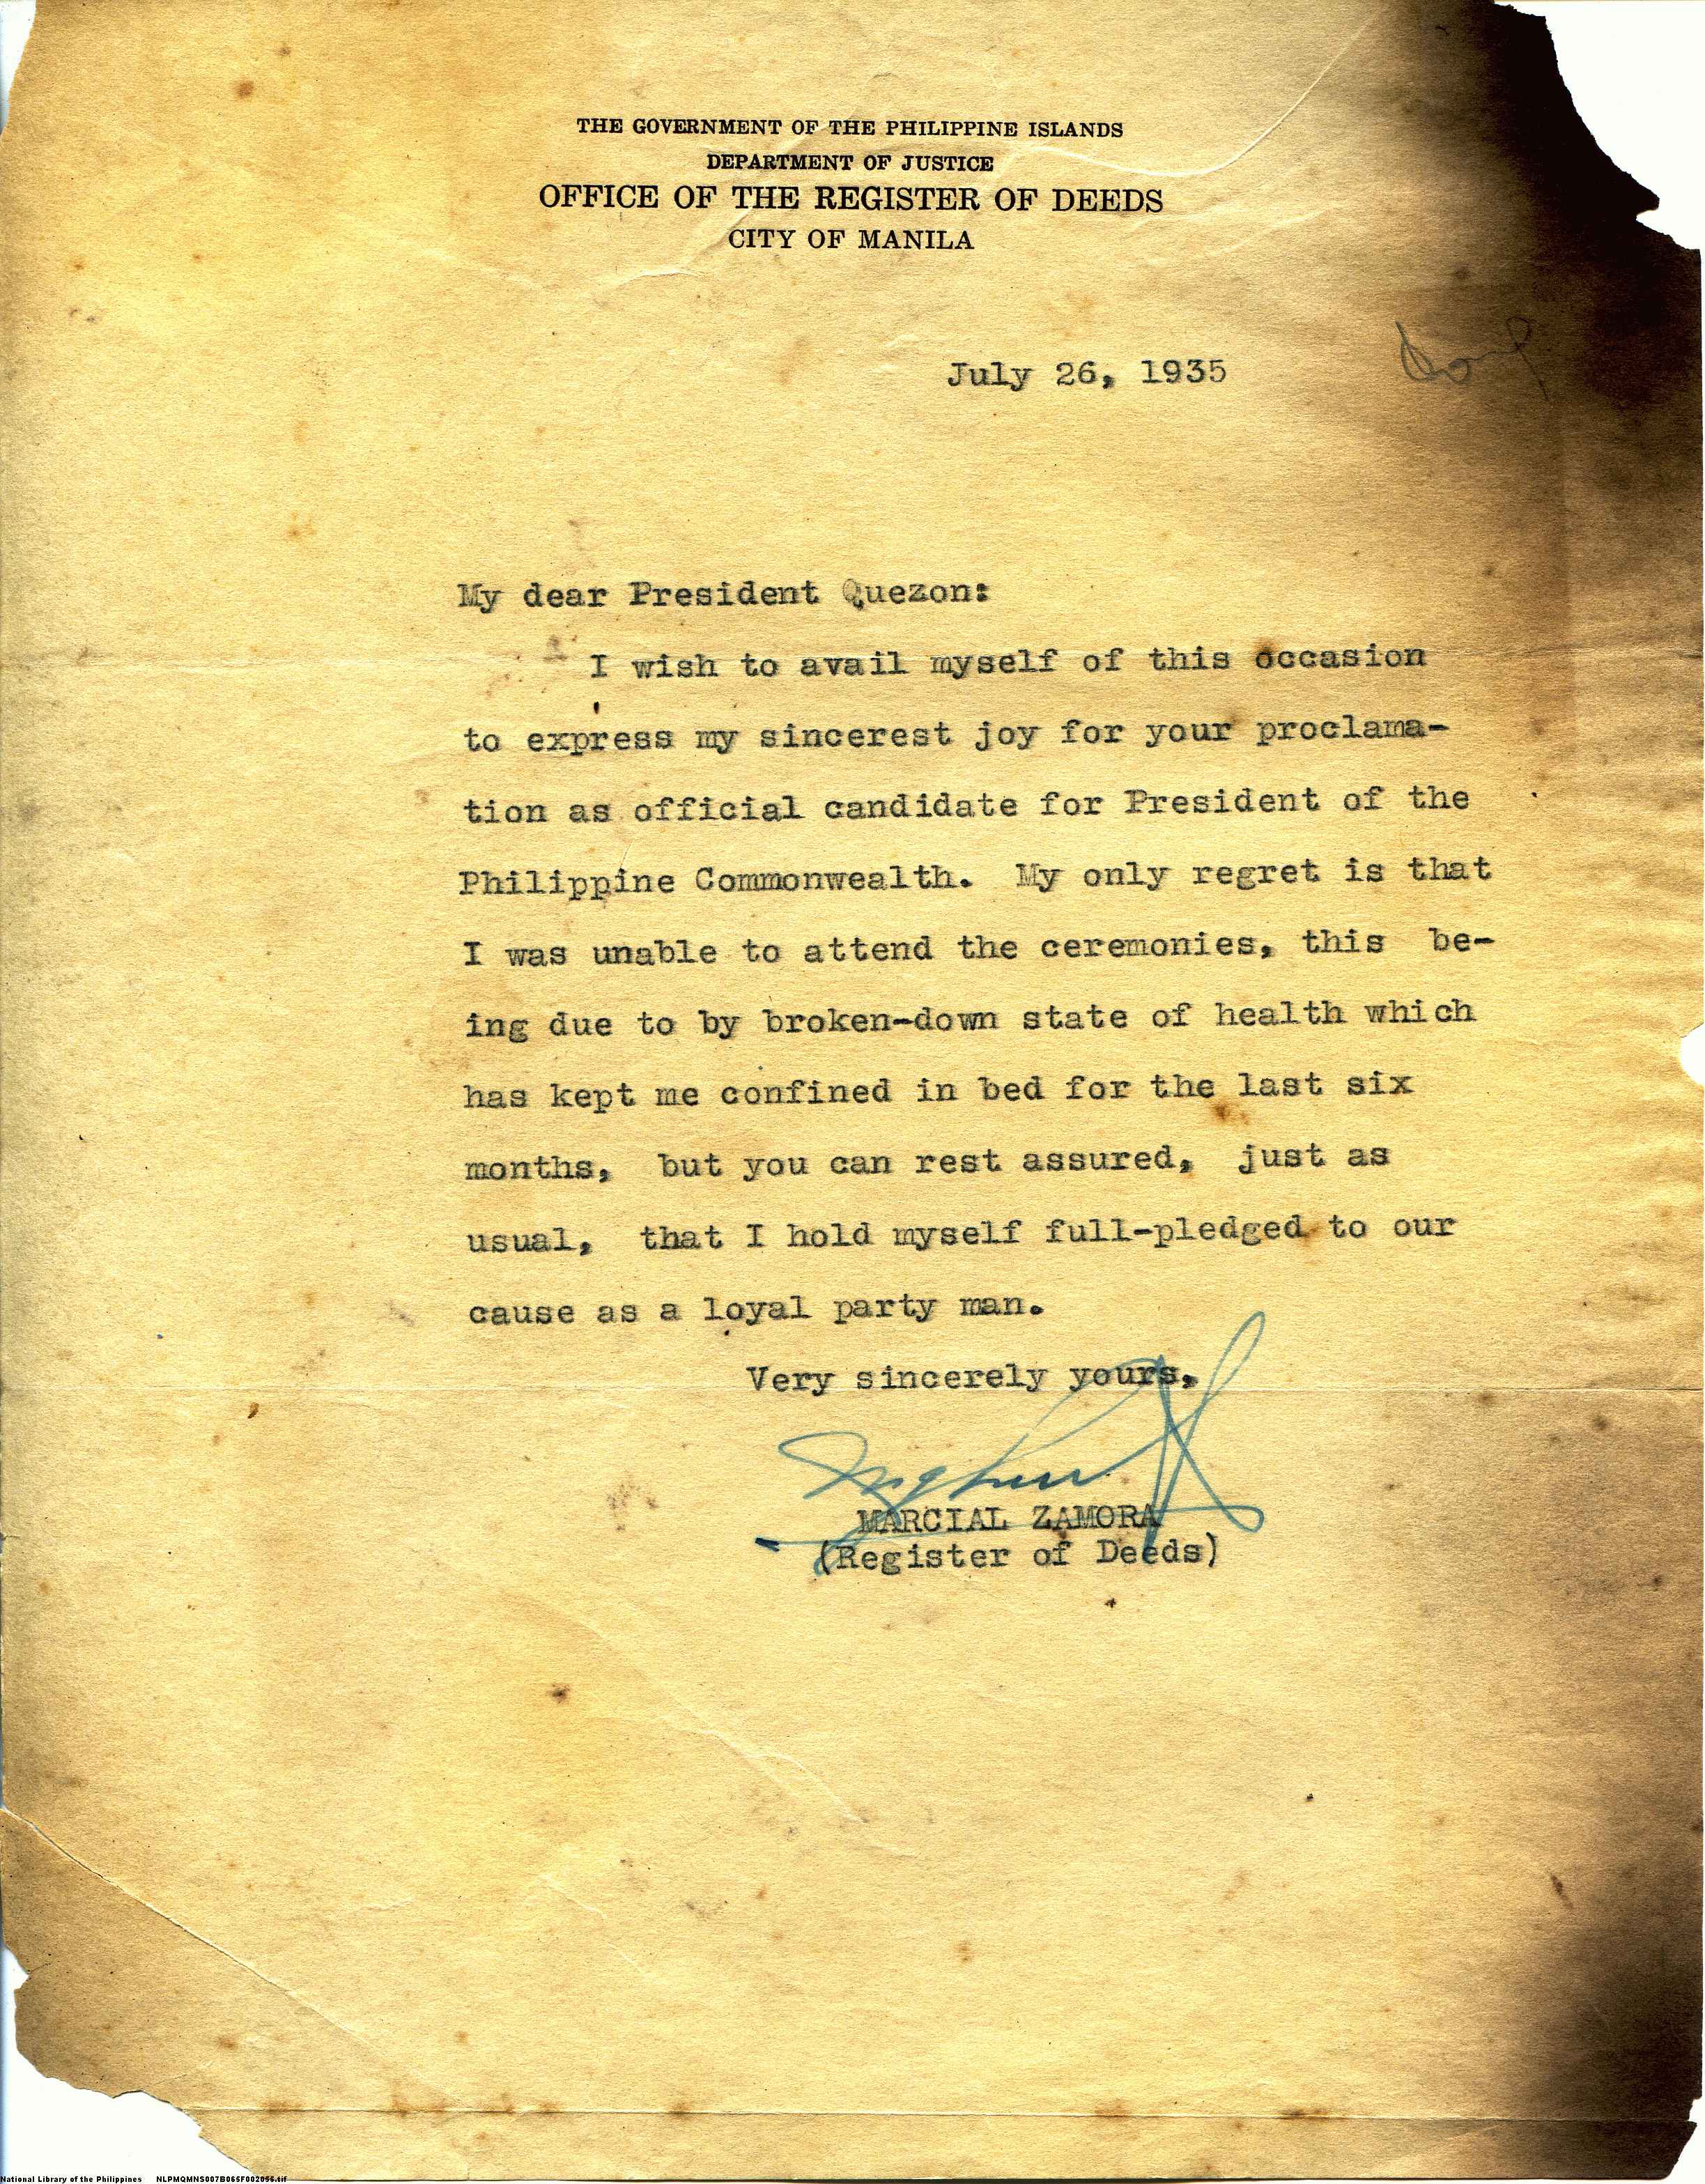 THE GOVERNMENT OF THE PHILIPPINE ISLANDS
DEPARTMENT OF JUSTICE
OFFICE OF THE REGISTER OF DEEDS
CITY OF MANILA
July 26, 1935
My dear President Quezon:
I wish to avail myself of this occasion
to express my sincerest joy for your proclama-
tion as official candidate for President of the
Philippine Commonwealth. My only regret is that
I was unable to attend the ceremonies, this be-
ing due to by broken-down state of health which
has kept me confined in bed for the last six
months, but you can rest assured, just as
usual, that I hold myself full-pledged to our
cause as a loyal party man.
Very sincerely yours,
MARCIAL ZAMORA
(Register of Deeds)
National Library of the Philippines NLPMQMNS007B065F002056.tif